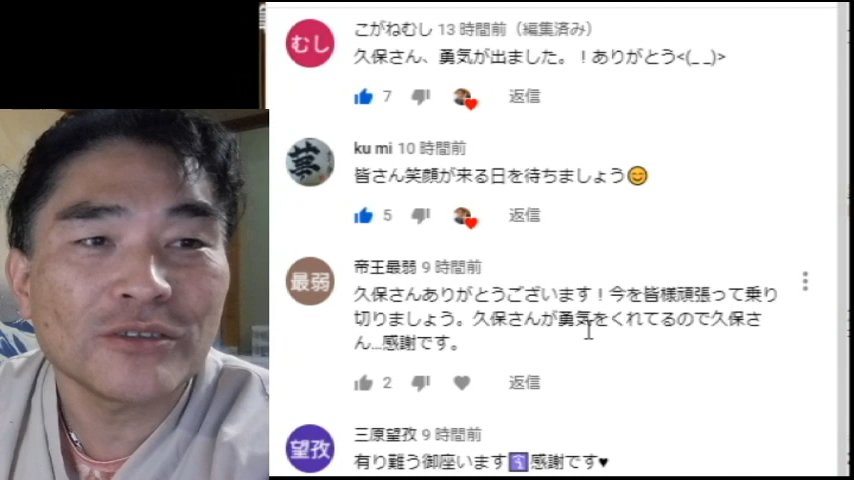 むし
こがねむし 13 時間前（編集済み）
久保さん、勇気が出ました。！ありがとう<(_ _)>
7 返信
ku mi 10 時間前
皆さん笑顔が来る日を待ちましょう😊
5 返信
最弱
帝王最弱 9 時間前
久保さんありがとうございます！今を皆様頑張って乗り
切りましょう。久保さんが勇気をくれてるので久保さ
ん...感謝です。
2 返信
望孜
三原望孜 9 時間前
有り難う御座います🛐感謝です♥